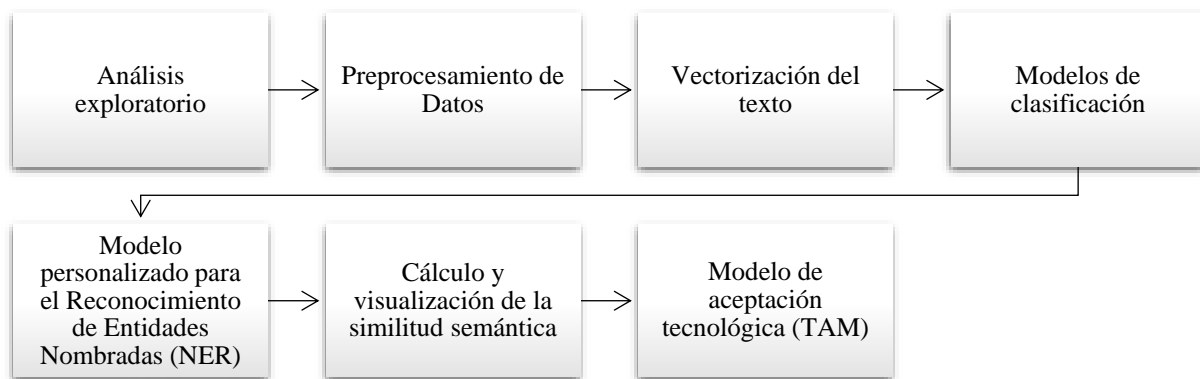 Análisis
exploratorio
Preprocesamiento de
Datos
Vectorización del
texto
Modelos de
clasificación
Modelo
personalizado para
el Reconocimiento
de Entidades
Nombradas (NER)
Cálculo y
visualización de la
similitud semántica
Modelo de
aceptación
tecnológica (TAM)